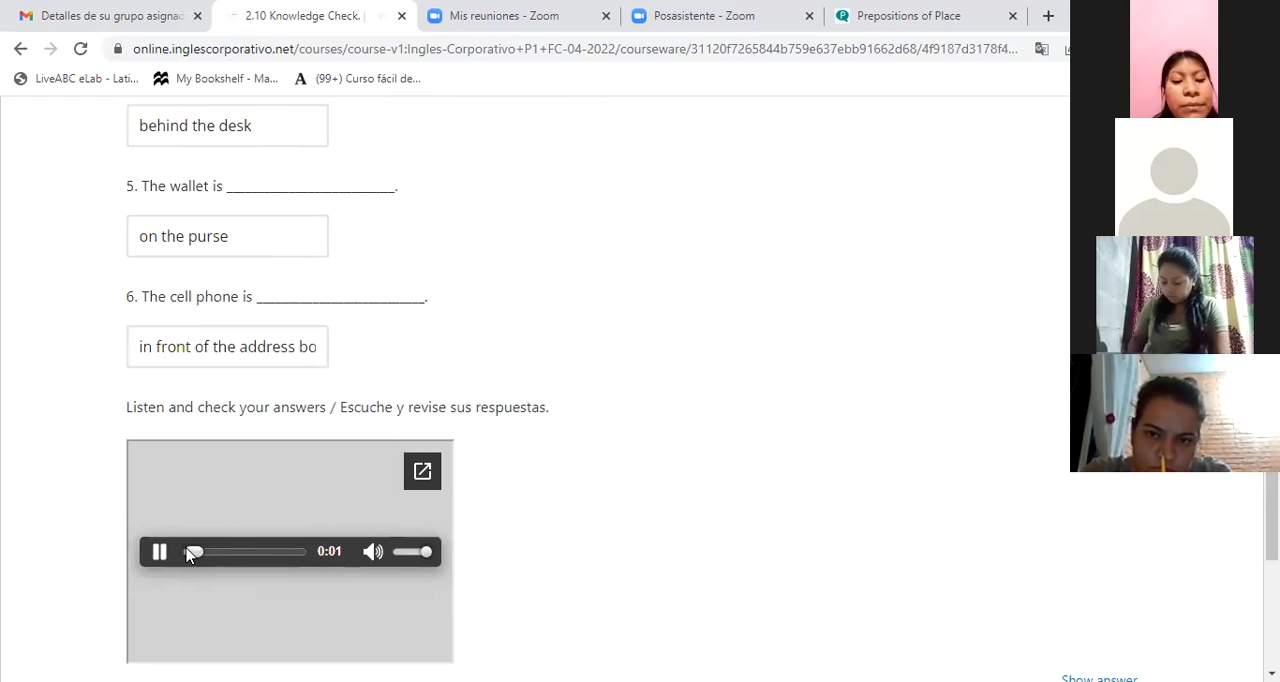 Detalles de su grupo asignad
2.10 Knowledge Check. |
Mis reuniones - Zoom
Posasistente - Zoom
Prepositions of Place
online.inglescorporativo.net/courses/course-v1:Ingles-Corporativo+P1+FC-04-2022/courseware/31120f7265844b759e637ebb91662d68/4f9187d3178f4...
LiveABC eLab - Lati...
My Bookshelf - Ma...
(99+) Curso fácil de...
behind the desk
5. The wallet is _________________________.
on the purse
6. The cell phone is _________________________.
in front of the address bo
Listen and check your answers / Escuche y revise sus respuestas.
0:01
Show answer